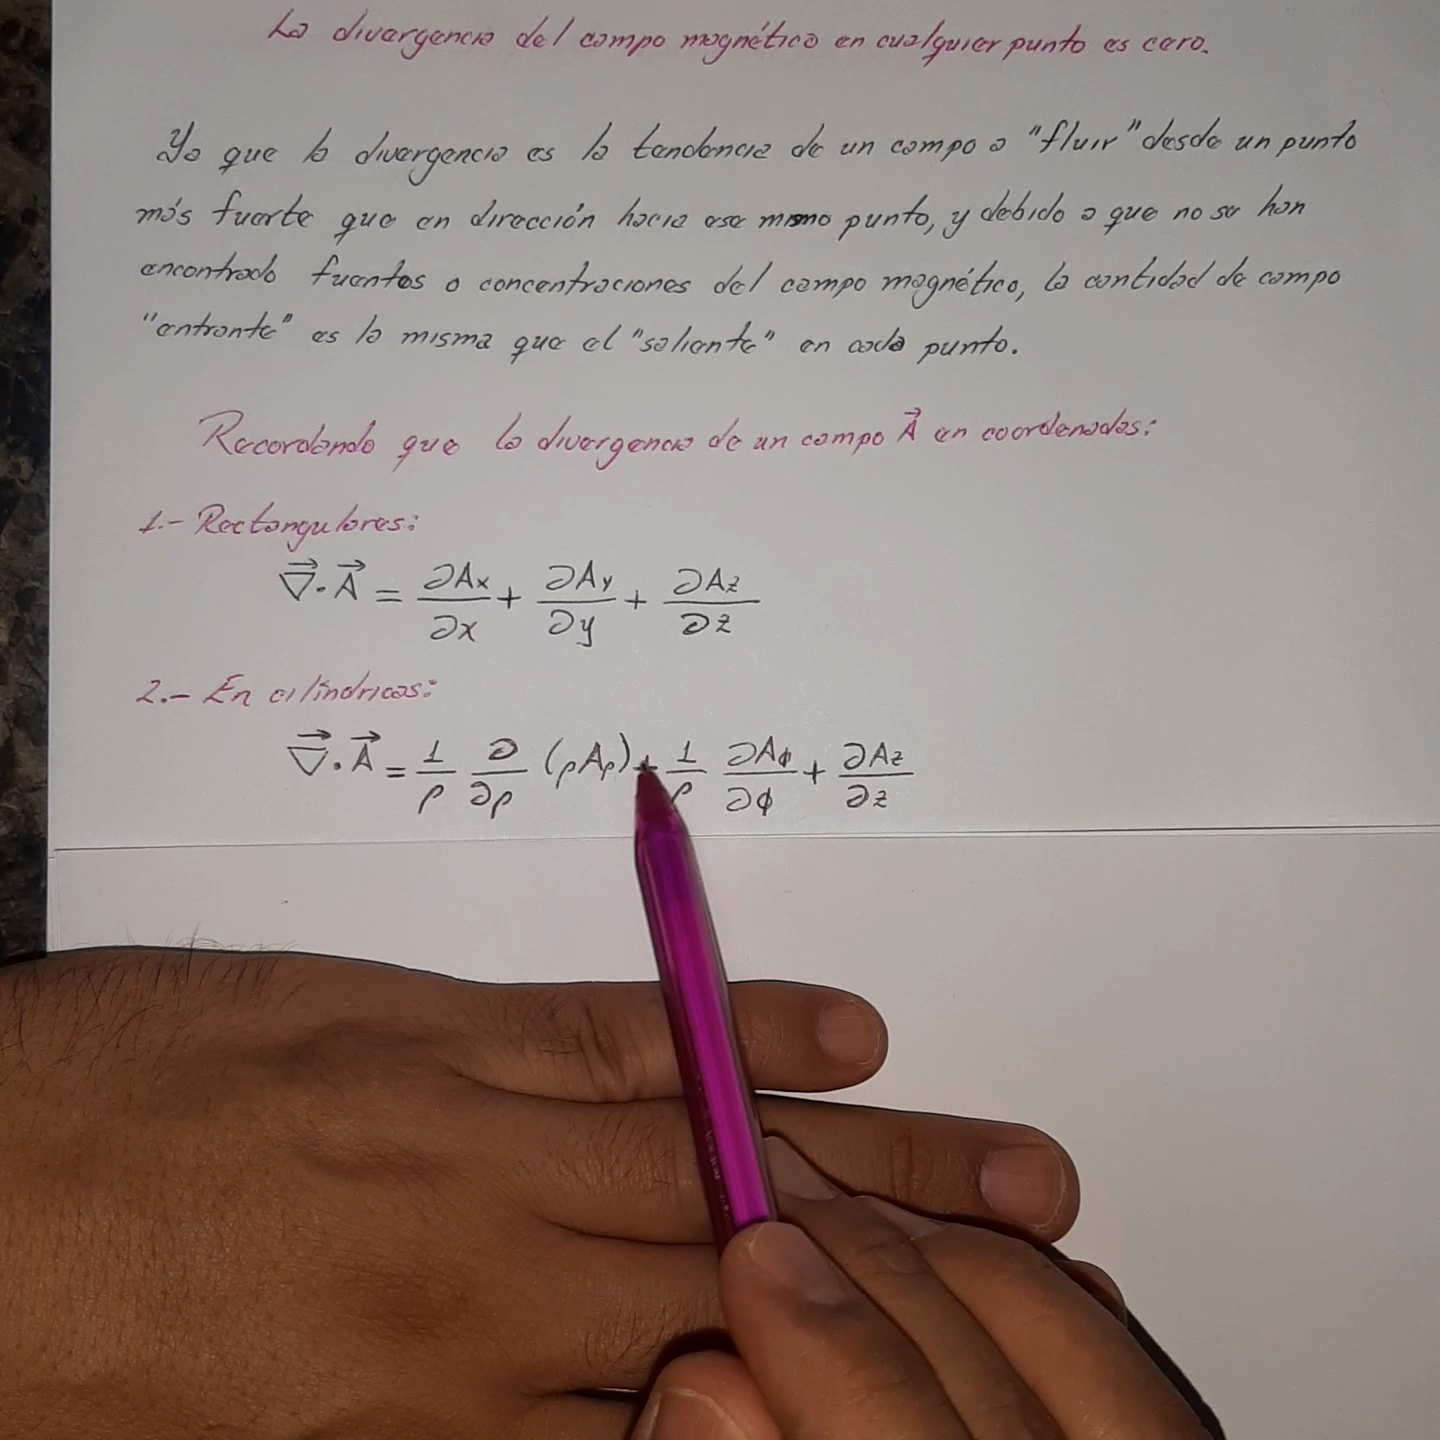 La divergencia del campo magnético en cualquier punto es cero.
Ya que la divergencia es la tendencia de un campo a "fluir" desde un punto
más fuerte que en dirección hacia ese mismo punto, y debido a que no se han
encontrado fuentes o concentraciones del campo magnético, la cantidad de campo
"entrante" es la misma que el "saliente" en cada punto.
Recordando que la divergencia de un campo A⃗ en coordenadas:
1.- Rectangulares:
∇⃗·A⃗ = ∂Ax/∂x + ∂Ay/∂y + ∂Az/∂z
2.- En cilíndricas:
∇⃗·A⃗ = 1/ρ ∂/∂ρ (ρAρ) + 1/ρ ∂Aϕ/∂ϕ + ∂Az/∂z